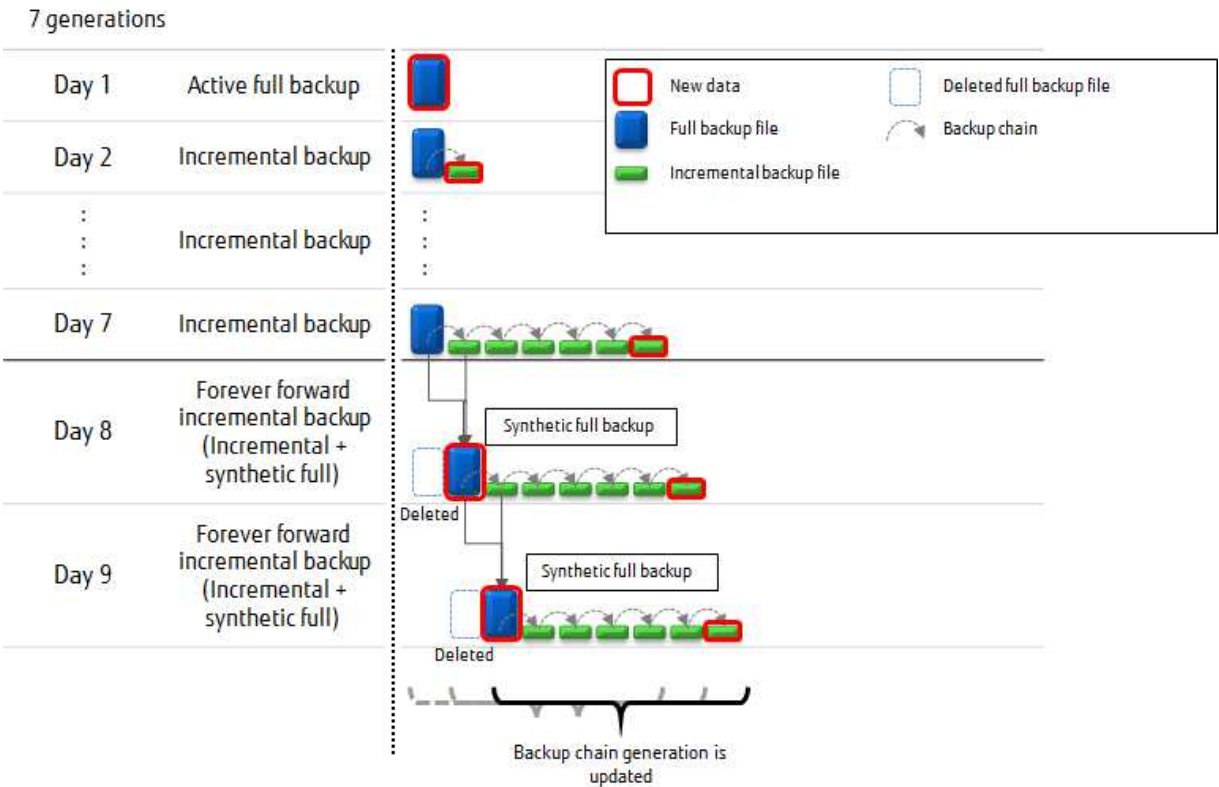 7 generations
Day 1
Active full backup
New data
Deleted full backup file
Full backup file
Backup chain
Incremental backup file
Day 2
Incremental backup
:
:
:
Incremental backup
:
:
:
Day 7
Incremental backup
Day 8
Forever forward
incremental backup
(Incremental +
synthetic full)
Synthetic full backup
Deleted
Day 9
Forever forward
incremental backup
(Incremental +
synthetic full)
Synthetic full backup
Deleted
Backup chain generation is
updated